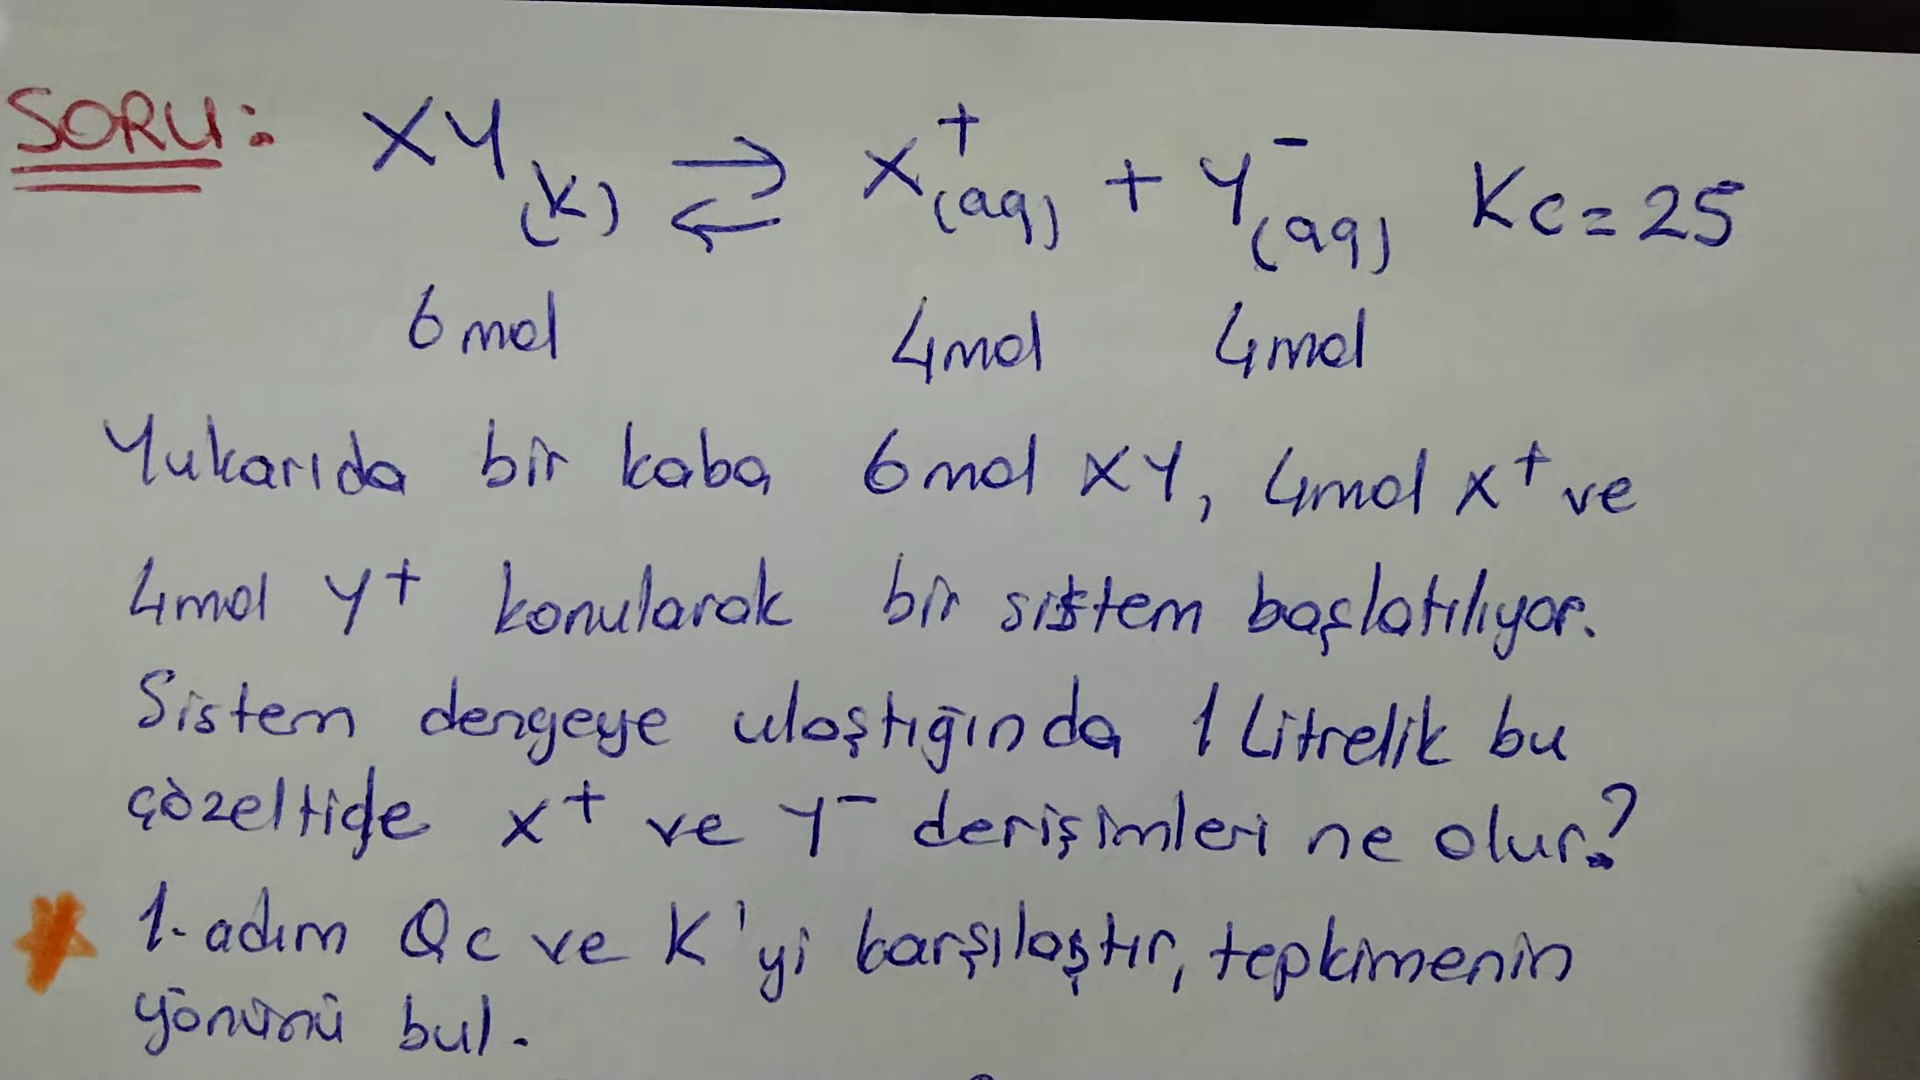 SORU: XY(k) ⇄ X⁺(aq) + Y⁻(aq) Kc = 25
6 mol 4 mol 4 mol
Yukarıda bir kaba 6 mol XY, 4 mol X⁺ ve
4 mol Y⁺ konularak bir sistem başlatılıyor.
Sistem dengeye ulaştığında 1 Litrelik bu
çözeltide X⁺ ve Y⁻ derişimleri ne olur?
1. adım Qc ve K'yi karşılaştır, tepkimenin
yönünü bul.